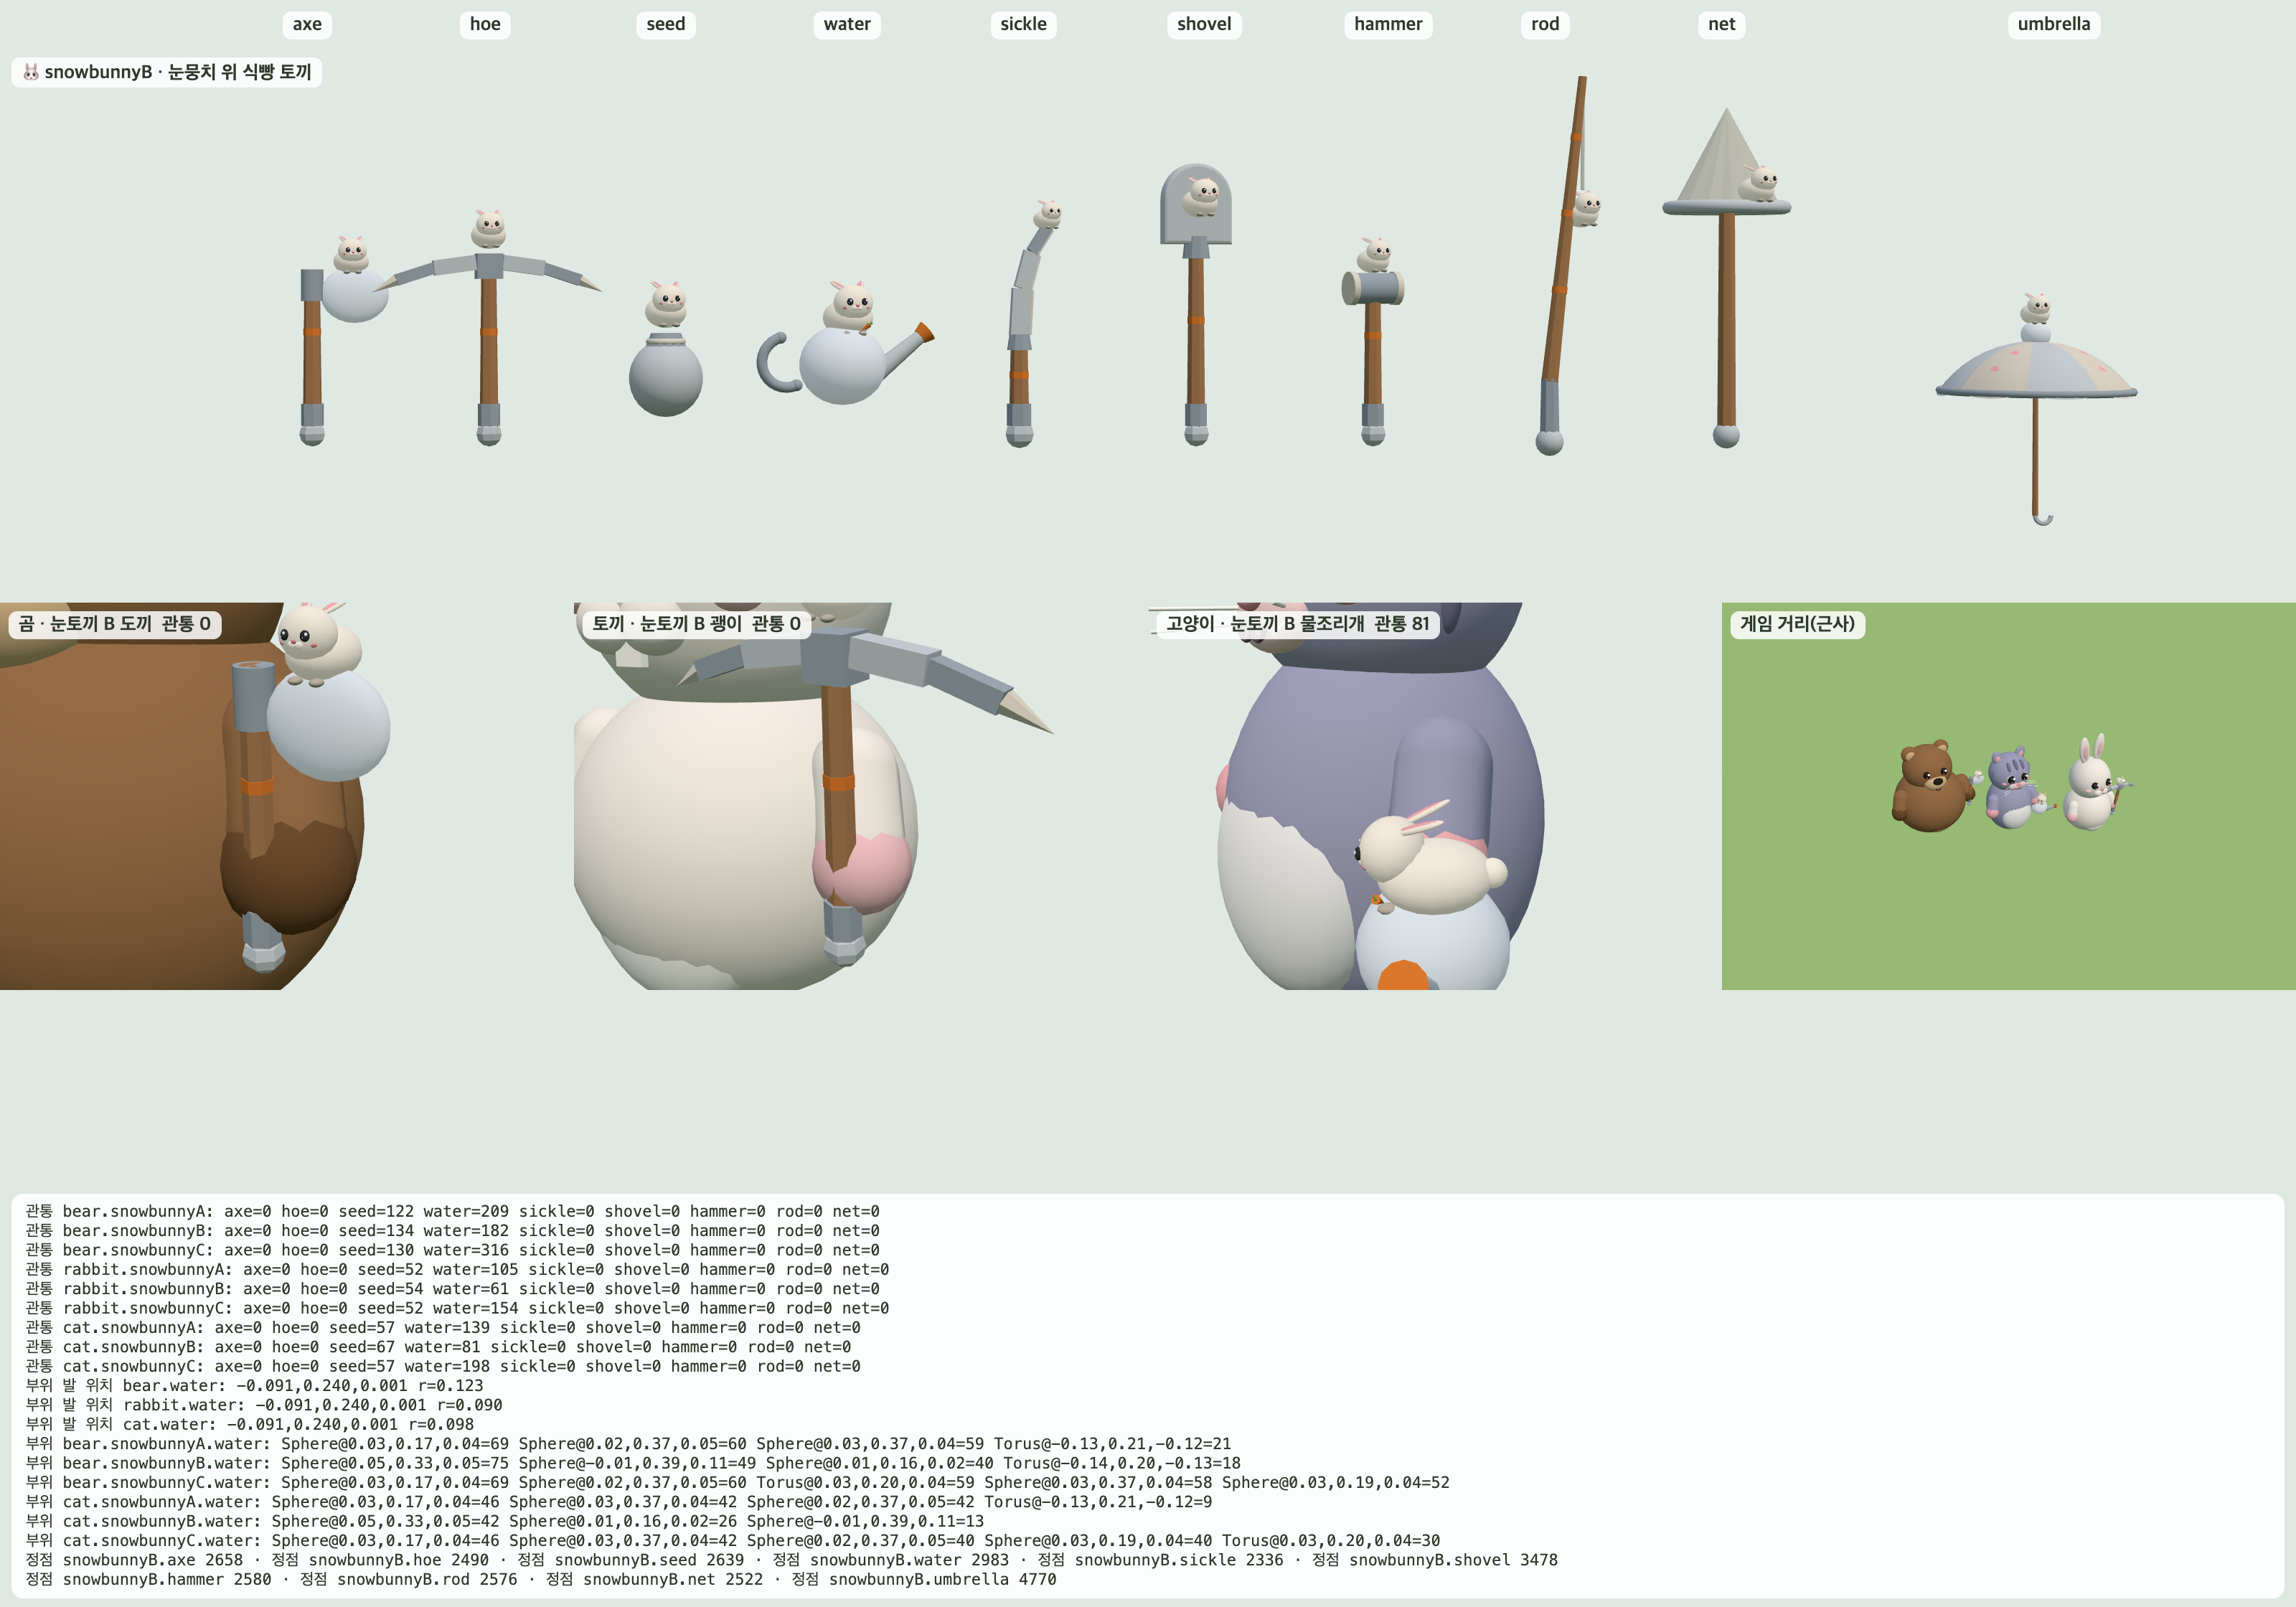 axe hoe seed water sickle shovel hammer rod net umbrella
🐰 snowbunnyB · 눈뭉치 위 식빵 토끼
곰 · 눈토끼 B 도끼 관통 0
토끼 · 눈토끼 B 괭이 관통 0
고양이 · 눈토끼 B 물조리개 관통 81
게임 거리(근사)
관통 bear.snowbunnyA: axe=0 hoe=0 seed=122 water=209 sickle=0 shovel=0 hammer=0 rod=0 net=0
관통 bear.snowbunnyB: axe=0 hoe=0 seed=134 water=182 sickle=0 shovel=0 hammer=0 rod=0 net=0
관통 bear.snowbunnyC: axe=0 hoe=0 seed=130 water=316 sickle=0 shovel=0 hammer=0 rod=0 net=0
관통 rabbit.snowbunnyA: axe=0 hoe=0 seed=52 water=105 sickle=0 shovel=0 hammer=0 rod=0 net=0
관통 rabbit.snowbunnyB: axe=0 hoe=0 seed=54 water=61 sickle=0 shovel=0 hammer=0 rod=0 net=0
관통 rabbit.snowbunnyC: axe=0 hoe=0 seed=52 water=154 sickle=0 shovel=0 hammer=0 rod=0 net=0
관통 cat.snowbunnyA: axe=0 hoe=0 seed=57 water=139 sickle=0 shovel=0 hammer=0 rod=0 net=0
관통 cat.snowbunnyB: axe=0 hoe=0 seed=67 water=81 sickle=0 shovel=0 hammer=0 rod=0 net=0
관통 cat.snowbunnyC: axe=0 hoe=0 seed=57 water=198 sickle=0 shovel=0 hammer=0 rod=0 net=0
부위 발 위치 bear.water: -0.091,0.240,0.001 r=0.123
부위 발 위치 rabbit.water: -0.091,0.240,0.001 r=0.090
부위 발 위치 cat.water: -0.091,0.240,0.001 r=0.098
부위 bear.snowbunnyA.water: Sphere@0.03,0.17,0.04=69 Sphere@0.02,0.37,0.05=60 Sphere@0.03,0.37,0.04=59 Torus@-0.13,0.21,-0.12=21
부위 bear.snowbunnyB.water: Sphere@0.05,0.33,0.05=75 Sphere@-0.01,0.39,0.11=49 Sphere@0.01,0.16,0.02=40 Torus@-0.14,0.20,-0.13=18
부위 bear.snowbunnyC.water: Sphere@0.03,0.17,0.04=69 Sphere@0.02,0.37,0.05=60 Torus@0.03,0.20,0.04=59 Sphere@0.03,0.37,0.04=58 Sphere@0.03,0.19,0.04=52
부위 cat.snowbunnyA.water: Sphere@0.03,0.17,0.04=46 Sphere@0.03,0.37,0.04=42 Sphere@0.02,0.37,0.05=42 Torus@-0.13,0.21,-0.12=9
부위 cat.snowbunnyB.water: Sphere@0.05,0.33,0.05=42 Sphere@0.01,0.16,0.02=26 Sphere@-0.01,0.39,0.11=13
부위 cat.snowbunnyC.water: Sphere@0.03,0.17,0.04=46 Sphere@0.03,0.37,0.04=42 Sphere@0.02,0.37,0.05=40 Sphere@0.03,0.19,0.04=40 Torus@0.03,0.20,0.04=30
정점 snowbunnyB.axe 2658 · 정점 snowbunnyB.hoe 2490 · 정점 snowbunnyB.seed 2639 · 정점 snowbunnyB.water 2983 · 정점 snowbunnyB.sickle 2336 · 정점 snowbunnyB.shovel 3478
정점 snowbunnyB.hammer 2580 · 정점 snowbunnyB.rod 2576 · 정점 snowbunnyB.net 2522 · 정점 snowbunnyB.umbrella 4770